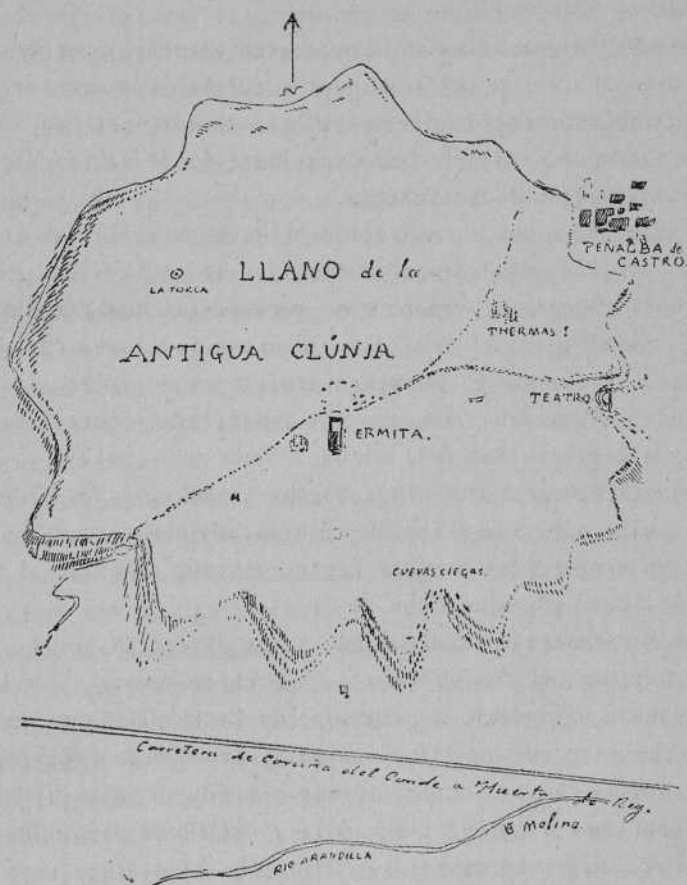 N
PEÑALBA de
CASTRO.
LLANO de la
LA TORCA
THERMAS?
ANTIGUA CLÚNIA
TEATRO
ERMITA.
CUEVAS CIEGAS
Carretera de Coruña del Conde a Huerta de Rey.
Molino
RIO ARANDILLA